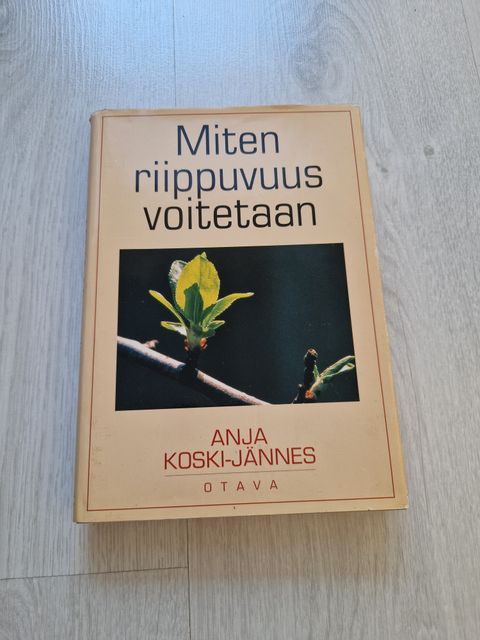 Miten
riippuvuus
voitetaan
ANJA
KOSKI-JÄNNES
OTAVA